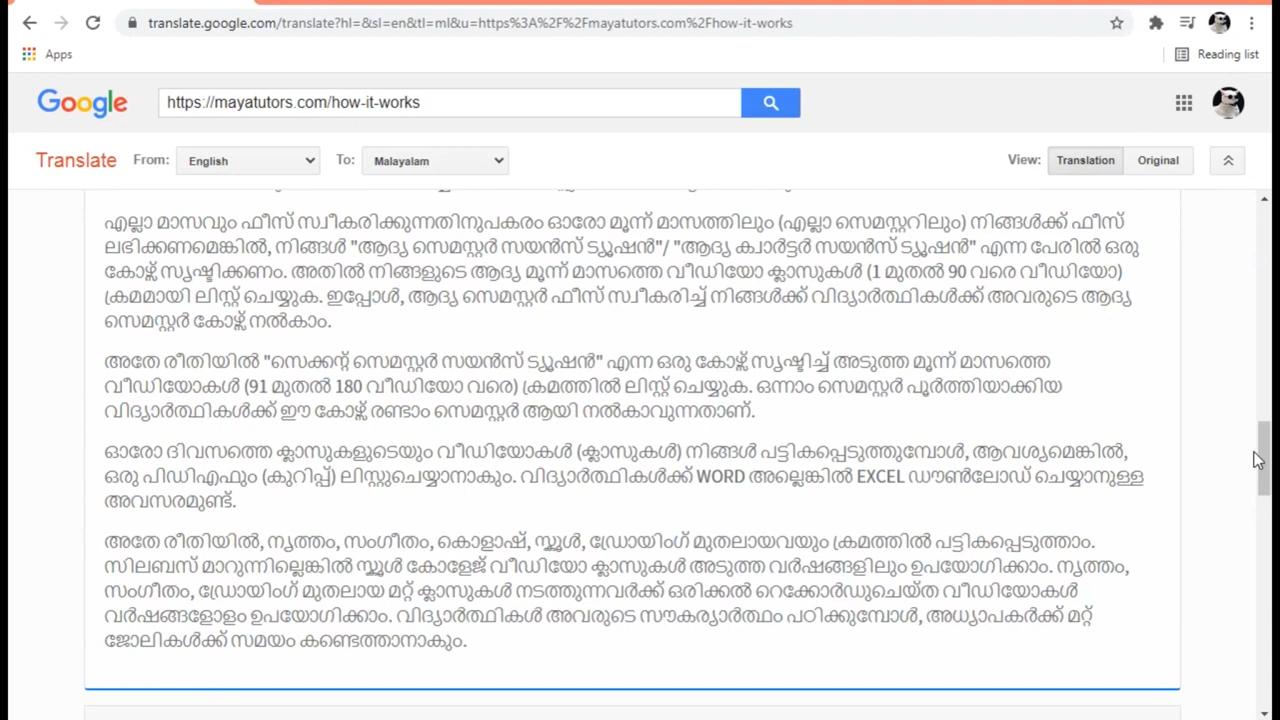 translate.google.com/translate?hl=&sl=en&tl=ml&u=https%3A%2F%2Fmayatutors.com%2Fhow-it-works
Apps
Reading list
Google
https://mayatutors.com/how-it-works
Translate From: English To: Malayalam View: Translation Original
എല്ലാ മാസവും ഫീസ് സ്വീകരിക്കുന്നതിനുപകരം ഓരോ മൂന്ന് മാസത്തിലും (എല്ലാ സെമസ്റ്ററിലും) നിങ്ങൾക്ക് ഫീസ്
ലഭിക്കണമെങ്കിൽ, നിങ്ങൾ "ആദ്യ സെമസ്റ്റർ സയൻസ് ട്യൂഷൻ"/ "ആദ്യ ക്വാർട്ടർ സയൻസ് ട്യൂഷൻ" എന്ന പേരിൽ ഒരു
കോഴ്സ് സൃഷ്ടിക്കണം. അതിൽ നിങ്ങളുടെ ആദ്യ മൂന്ന് മാസത്തെ വീഡിയോ ക്ലാസുകൾ (1 മുതൽ 90 വരെ വീഡിയോ)
ക്രമമായി ലിസ്റ്റ് ചെയ്യുക. ഇപ്പോൾ, ആദ്യ സെമസ്റ്റർ ഫീസ് സ്വീകരിച്ച് നിങ്ങൾക്ക് വിദ്യാർത്ഥികൾക്ക് അവരുടെ ആദ്യ
സെമസ്റ്റർ കോഴ്സ് നൽകാം.
അതേ രീതിയിൽ "സെക്കന്റ് സെമസ്റ്റർ സയൻസ് ട്യൂഷൻ" എന്ന ഒരു കോഴ്സ് സൃഷ്ടിച്ച് അടുത്ത മൂന്ന് മാസത്തെ
വീഡിയോകൾ (91 മുതൽ 180 വീഡിയോ വരെ) ക്രമത്തിൽ ലിസ്റ്റ് ചെയ്യുക. ഒന്നാം സെമസ്റ്റർ പൂർത്തിയാക്കിയ
വിദ്യാർത്ഥികൾക്ക് ഈ കോഴ്സ് രണ്ടാം സെമസ്റ്റർ ആയി നൽകാവുന്നതാണ്.
ഓരോ ദിവസത്തെ ക്ലാസുകളുടെയും വീഡിയോകൾ (ക്ലാസുകൾ) നിങ്ങൾ പട്ടികപ്പെടുത്തുമ്പോൾ, ആവശ്യമെങ്കിൽ,
ഒരു പിഡിഎഫും (കുറിപ്പ്) ലിസ്റ്റുചെയ്യാനാകും. വിദ്യാർത്ഥികൾക്ക് WORD അല്ലെങ്കിൽ EXCEL ഡൗൺലോഡ് ചെയ്യാനുള്ള
അവസരമുണ്ട്.
അതേ രീതിയിൽ, നൃത്തം, സംഗീതം, കൊളാഷ്, സ്കൂൾ, ഡ്രോയിംഗ് മുതലായവയും ക്രമത്തിൽ പട്ടികപ്പെടുത്താം.
സിലബസ് മാറുന്നില്ലെങ്കിൽ സ്കൂൾ കോളേജ് വീഡിയോ ക്ലാസുകൾ അടുത്ത വർഷങ്ങളിലും ഉപയോഗിക്കാം. നൃത്തം,
സംഗീതം, ഡ്രോയിംഗ് മുതലായ മറ്റ് ക്ലാസുകൾ നടത്തുന്നവർക്ക് ഒരിക്കൽ റെക്കോർഡുചെയ്ത വീഡിയോകൾ
വർഷങ്ങളോളം ഉപയോഗിക്കാം. വിദ്യാർത്ഥികൾ അവരുടെ സൗകര്യാർത്ഥം പഠിക്കുമ്പോൾ, അധ്യാപകർക്ക് മറ്റ്
ജോലികൾക്ക് സമയം കണ്ടെത്താനാകും.